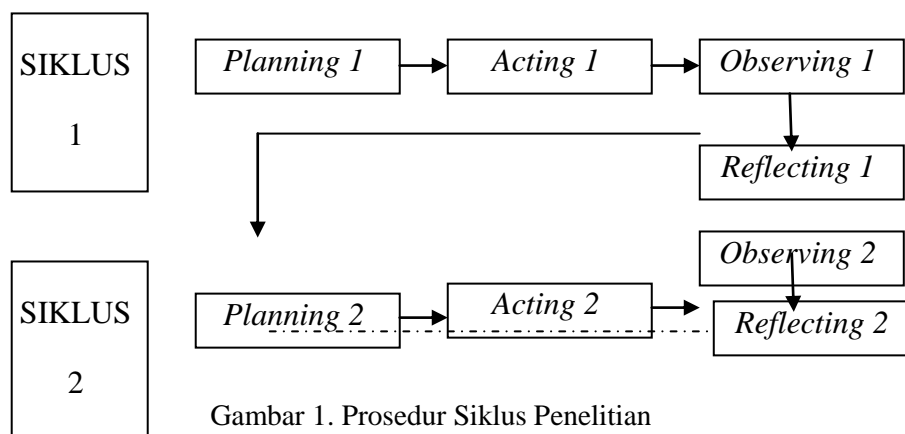 SIKLUS
1
Planning 1
Acting 1
Observing 1
Reflecting 1
SIKLUS
2
Planning 2
Acting 2
Observing 2
Reflecting 2
Gambar 1. Prosedur Siklus Penelitian